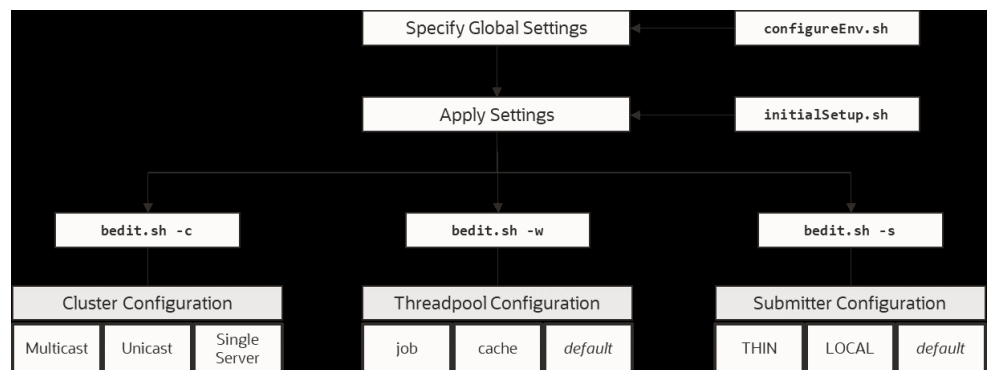 Specify Global Settings
configureEnv.sh
Apply Settings
initialSetup.sh
bedit.sh -c
bedit.sh -w
bedit.sh -s
Cluster Configuration
Threadpool Configuration
Submitter Configuration
Multicast
Unicast
Single
Server
job
cache
default
THIN
LOCAL
default